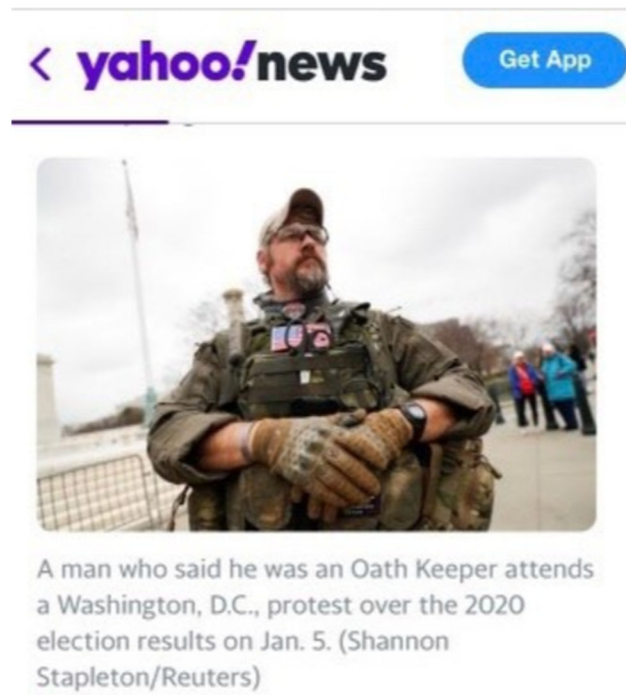 yahoo!news
Get App
A man who said he was an Oath Keeper attends
a Washington, D.C., protest over the 2020
election results on Jan. 5. (Shannon
Stapleton/Reuters)